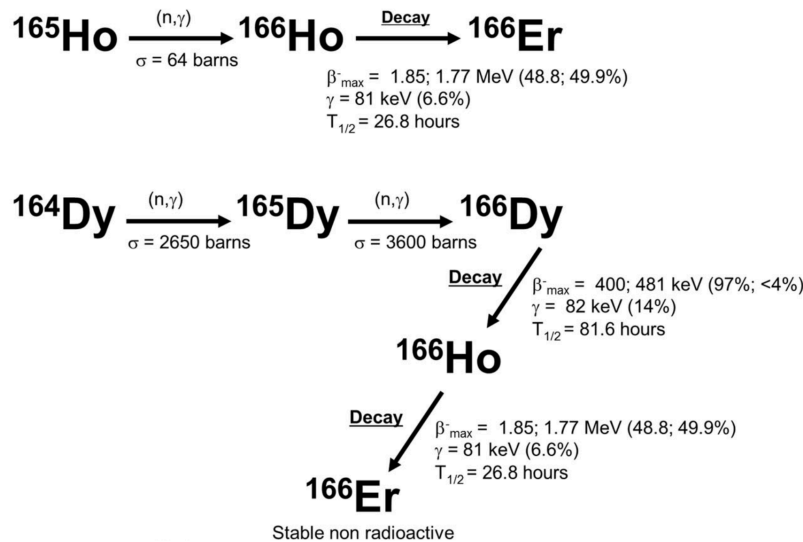 (n,γ) Decay
¹⁶⁵Ho ¹⁶⁶Ho ¹⁶⁶Er
σ = 64 barns
β⁻max = 1.85; 1.77 MeV (48.8; 49.9%)
γ = 81 keV (6.6%)
T1/2 = 26.8 hours
(n,γ) (n,γ)
¹⁶⁴Dy ¹⁶⁵Dy ¹⁶⁶Dy
σ = 2650 barns σ = 3600 barns
Decay
β⁻max = 400; 481 keV (97%; <4%)
γ = 82 keV (14%)
T1/2 = 81.6 hours
¹⁶⁶Ho
Decay
β⁻max = 1.85; 1.77 MeV (48.8; 49.9%)
γ = 81 keV (6.6%)
T1/2 = 26.8 hours
¹⁶⁶Er
Stable non radioactive